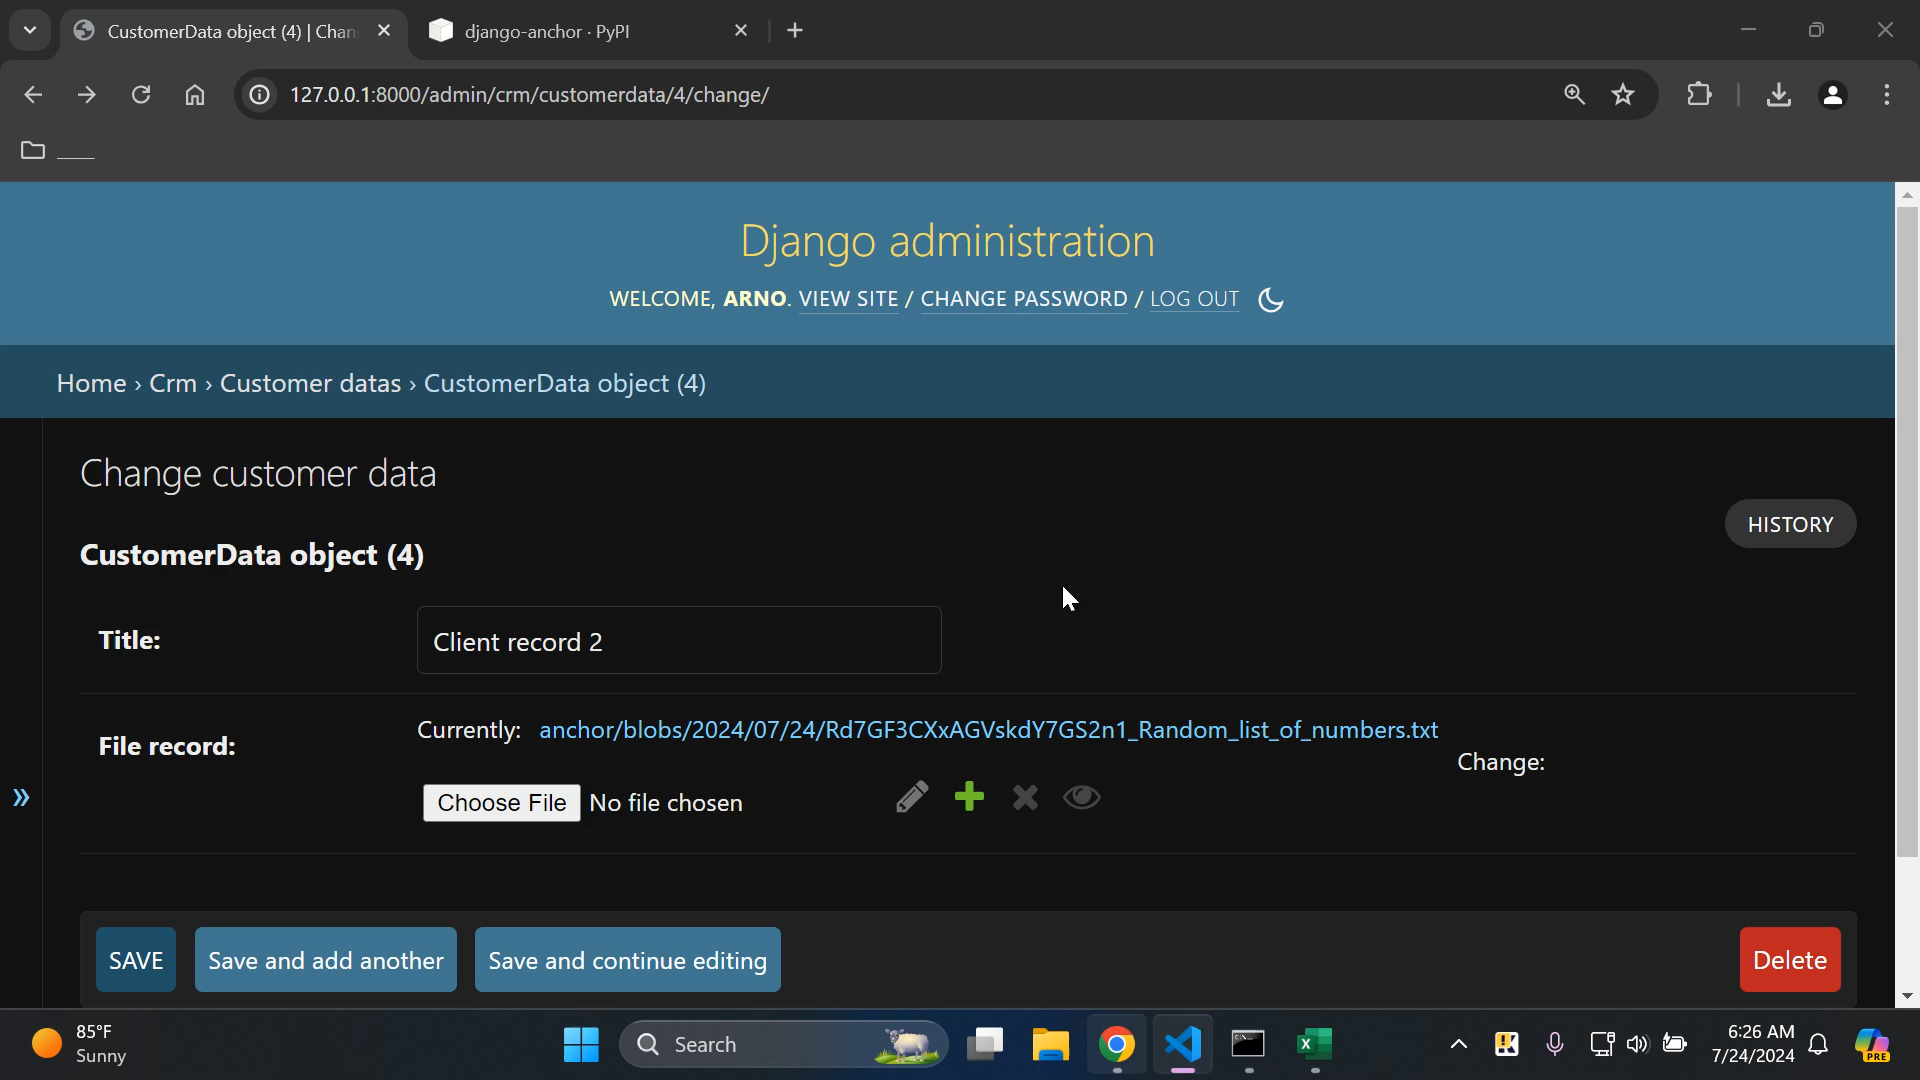 CustomerData object (4) | Chan
django-anchor · PyPI
127.0.0.1:8000/admin/crm/customerdata/4/change/
Django administration
WELCOME, ARNO. VIEW SITE / CHANGE PASSWORD / LOG OUT
Home › Crm › Customer datas › CustomerData object (4)
Change customer data
HISTORY
CustomerData object (4)
Title: Client record 2
File record: Currently: anchor/blobs/2024/07/24/Rd7GF3CXxAGVskdY7GS2n1_Random_list_of_numbers.txt
Change:
Choose File No file chosen
SAVE Save and add another Save and continue editing Delete
85°F
Sunny
Search
6:26 AM
7/24/2024
PRE